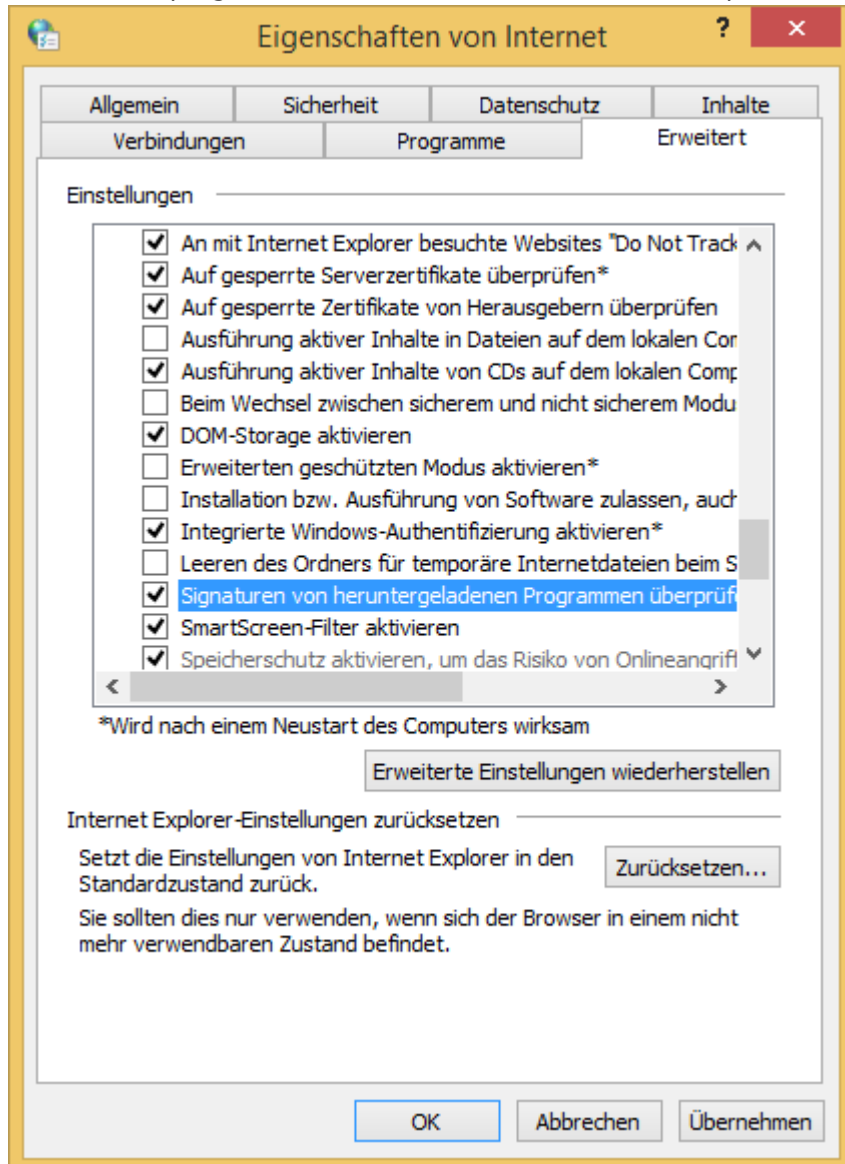 Eigenschaften von Internet
?
×
Allgemein Sicherheit Datenschutz Inhalte
Verbindungen Programme Erweitert
Einstellungen
An mit Internet Explorer besuchte Websites "Do Not Track
Auf gesperrte Serverzertifikate überprüfen*
Auf gesperrte Zertifikate von Herausgebern überprüfen
Ausführung aktiver Inhalte in Dateien auf dem lokalen Con
Ausführung aktiver Inhalte von CDs auf dem lokalen Comp
Beim Wechsel zwischen sicherem und nicht sicherem Modu
DOM-Storage aktivieren
Erweiterten geschützten Modus aktivieren*
Installation bzw. Ausführung von Software zulassen, auch
Integrierte Windows-Authentifizierung aktivieren*
Leeren des Ordners für temporäre Internetdateien beim S
Signaturen von heruntergeladenen Programmen überprüfe
SmartScreen-Filter aktivieren
Speicherschutz aktivieren, um das Risiko von Onlineangriff
*Wird nach einem Neustart des Computers wirksam
Erweiterte Einstellungen wiederherstellen
Internet Explorer-Einstellungen zurücksetzen
Setzt die Einstellungen von Internet Explorer in den
Standardzustand zurück.
Zurücksetzen...
Sie sollten dies nur verwenden, wenn sich der Browser in einem nicht
mehr verwendbaren Zustand befindet.
OK Abbrechen Übernehmen